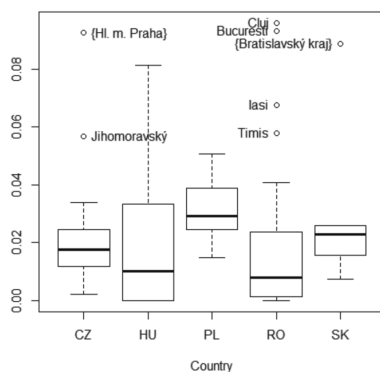 Cluj
{Hl. m. Praha}
Bucuresti
{Bratislavský kraj}
0.08
Iasi
0.06
Jihomoravský
Timis
0.04
0.02
0.00
CZ HU PL RO SK
Country